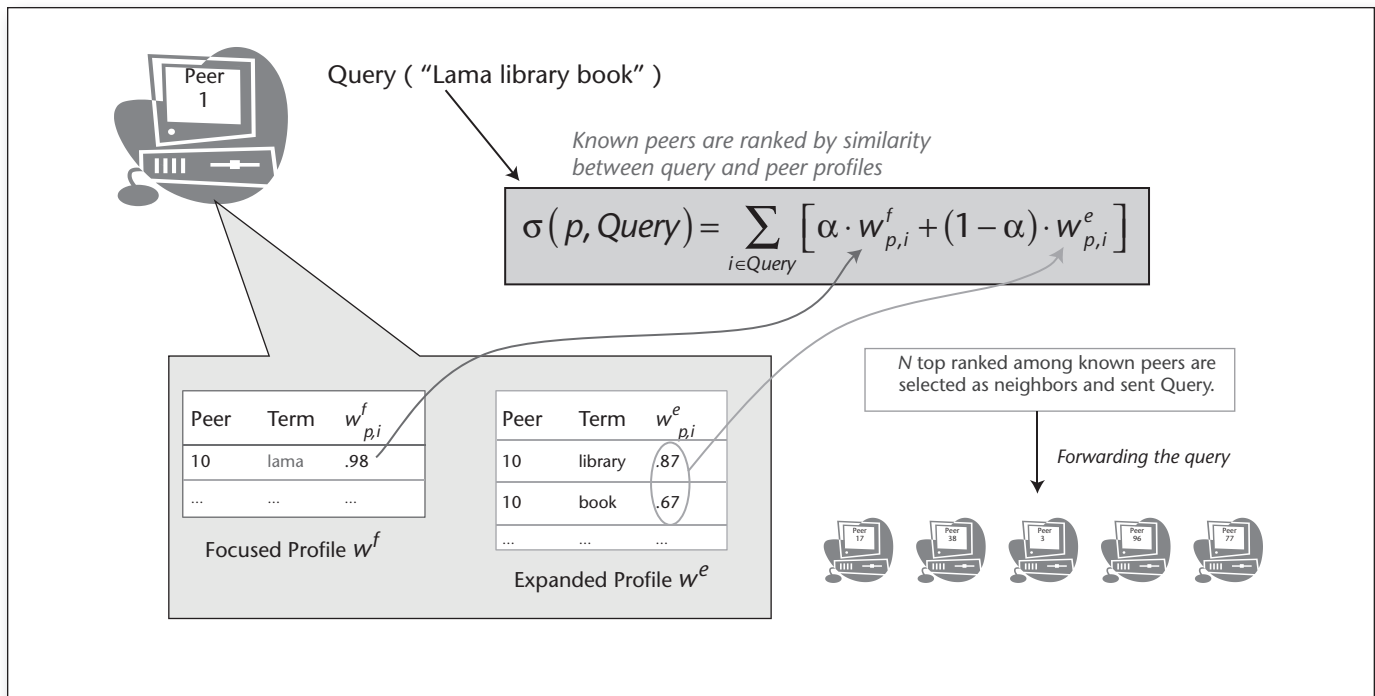 Peer
1
Query ( “Lama library book” )
Known peers are ranked by similarity
between query and peer profiles
σ ( p, Query ) = ∑ i∈Query [ α · w^f_{p,i} + (1 − α) · w^e_{p,i} ]
Peer Term w^f_{p,i}
10 lama .98
... ... ...
Focused Profile w^f
Peer Term w^e_{p,i}
10 library .87
10 book .67
... ... ...
Expanded Profile w^e
N top ranked among known peers are
selected as neighbors and sent Query.
Forwarding the query
Peer
17
Peer
38
Peer
3
Peer
96
Peer
77